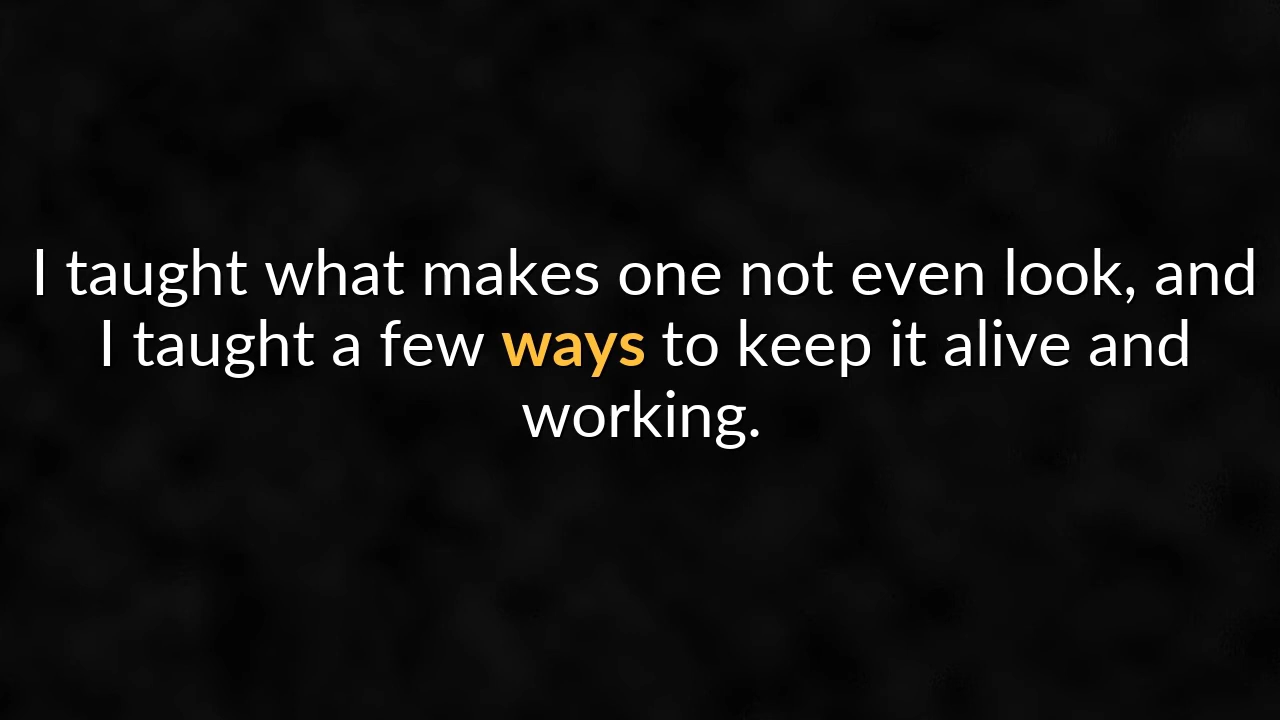 I taught what makes one not even look, and
I taught a few ways to keep it alive and
working.